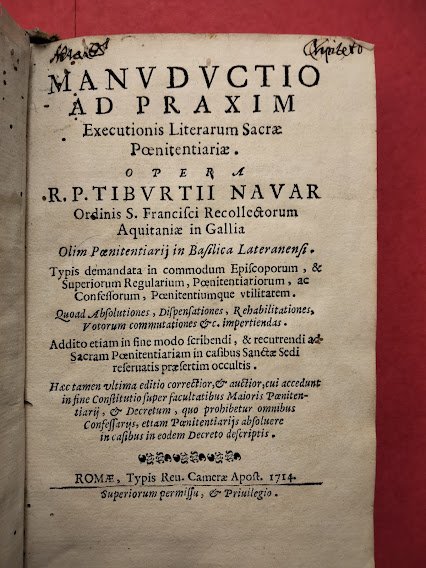 MANVDVCTIO
AD PRAXIM
Executionis Literarum Sacræ
Pœnitentiariæ.
OPERA
R. P. TIBVRTII NAVAR
Ordinis S. Francisci Recollectorum
Aquitaniæ in Gallia
Olim Pœnitentiarij in Basilica Lateranensi.
Typis demandata in commodum Episcoporum, &
Superiorum Regularium, Pœnitentiariorum, ac
Confessorum, Pœnitentiumque vtilitatem.
Quoad Absolutiones, Dispensationes, Rehabilitationes,
Votorum commutationes &c. impertiendas.
Addito etiam in fine modo scribendi, & recurrendi ad
Sacram Pœnitentiariam in casibus Sanctæ Sedi
reseruatis præsertim occultis.
Hæc tamen vltima editio correctior, & auctior, cui accedunt
in fine Constitutio super facultatibus Maioris Pœniten-
tiarij, & Decretum, quo prohibetur omnibus
Confessarijs, etiam Pœnitentiarijs absoluere
in casibus in eodem Decreto descriptis.
ROMÆ, Typis Reu. Cameræ Apost. 1714.
Superiorum permissu, & Priuilegio.